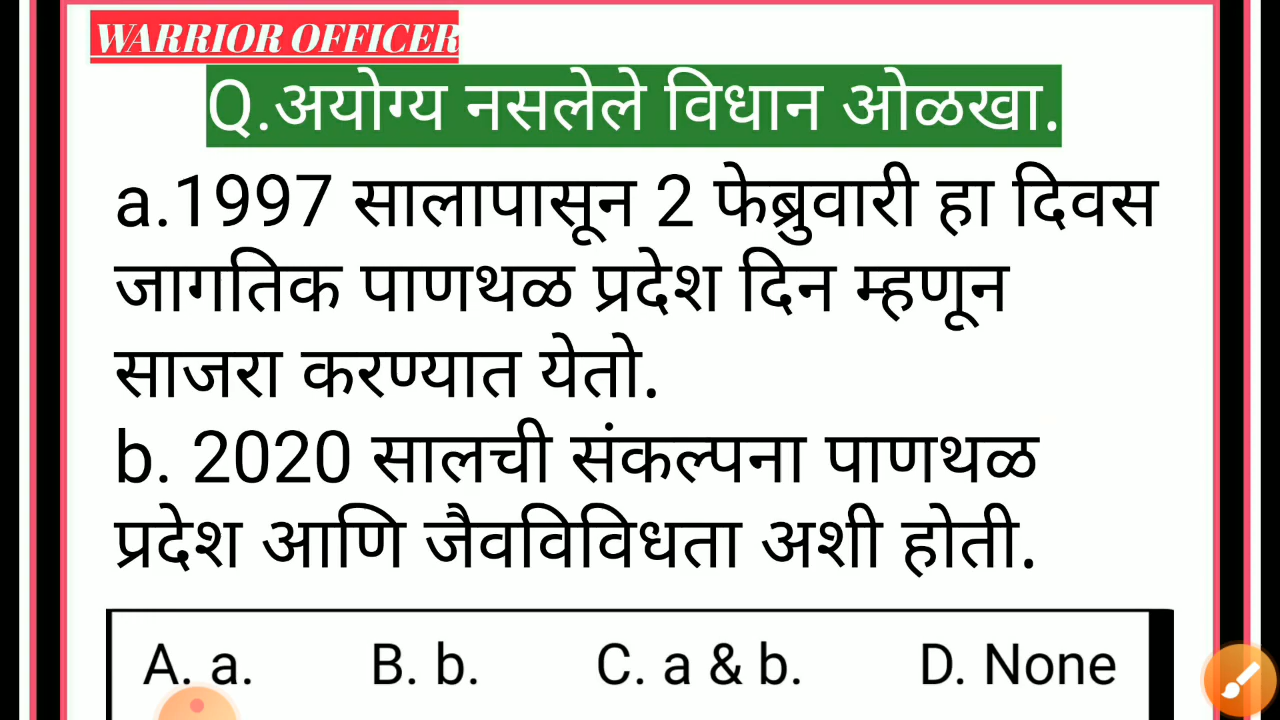 WARRIOR OFFICER
Q.अयोग्य नसलेले विधान ओळखा.
a.1997 सालापासून 2 फेब्रुवारी हा दिवस
जागतिक पाणथळ प्रदेश दिन म्हणून
साजरा करण्यात येतो.
b. 2020 सालची संकल्पना पाणथळ
प्रदेश आणि जैवविविधता अशी होती.
A. a. B. b. C. a & b. D. None